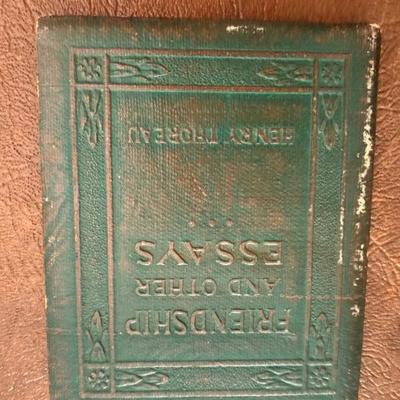 FRIENDSHIP
AND OTHER
ESSAYS
HENRY THOREAU